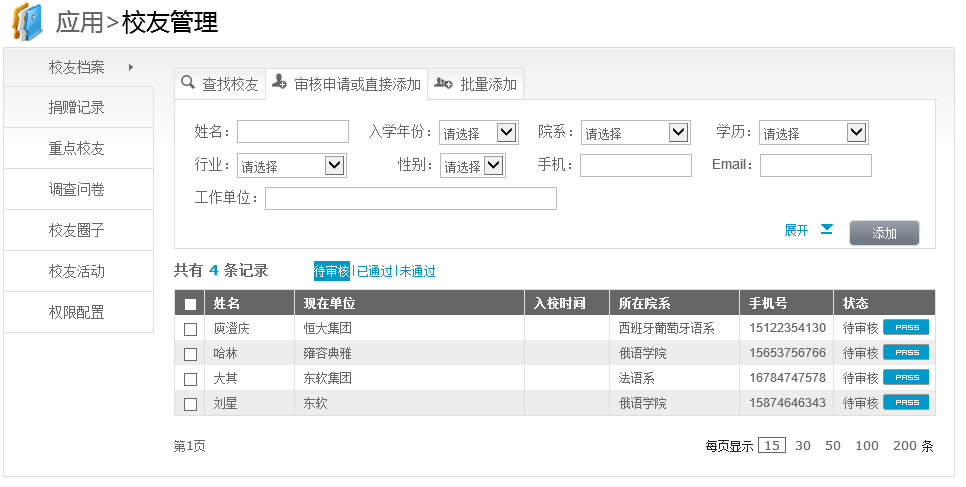 应用>校友管理
校友档案
捐赠记录
重点校友
调查问卷
校友圈子
校友活动
权限配置
查找校友 审核申请或直接添加 批量添加
姓名： 入学年份： 请选择 院系： 请选择 学历： 请选择
行业： 请选择 性别： 请选择 手机： Email：
工作单位：
展开 添加
共有 4 条记录 待审核|已通过|未通过
姓名 现在单位 入校时间 所在院系 手机号 状态
庾澄庆 恒大集团 西班牙葡萄牙语系 15122354130 待审核 PASS
哈林 雍容典雅 俄语学院 15653756766 待审核 PASS
大其 东软集团 法语系 16784747578 待审核 PASS
刘星 东软 俄语学院 15874646343 待审核 PASS
第1页 每页显示 15 30 50 100 200 条